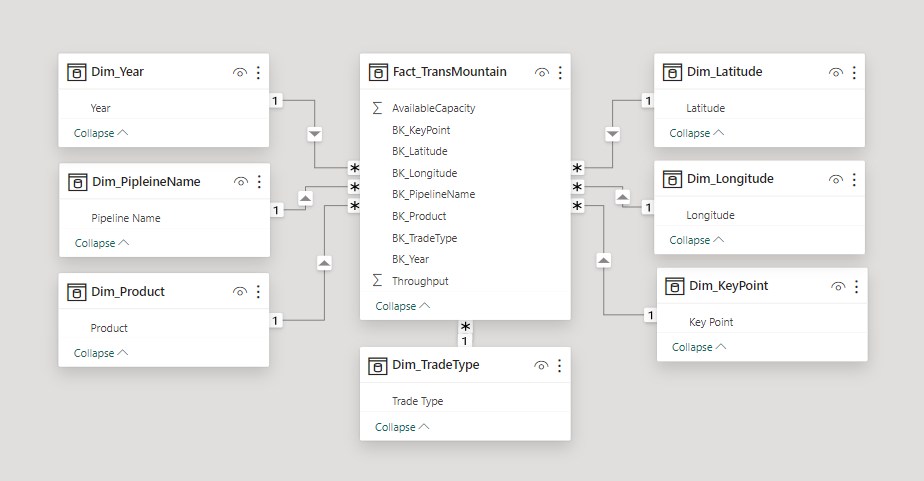 Dim_Year
Year
Collapse
Dim_PipleineName
Pipeline Name
Collapse
Dim_Product
Product
Collapse
Fact_TransMountain
Σ AvailableCapacity
BK_KeyPoint
BK_Latitude
BK_Longitude
BK_PipelineName
BK_Product
BK_TradeType
BK_Year
Σ Throughput
Collapse
Dim_TradeType
Trade Type
Collapse
Dim_Latitude
Latitude
Collapse
Dim_Longitude
Longitude
Collapse
Dim_KeyPoint
Key Point
Collapse
1
*
1
*
1
*
1
*
1
*
1
*
*
1